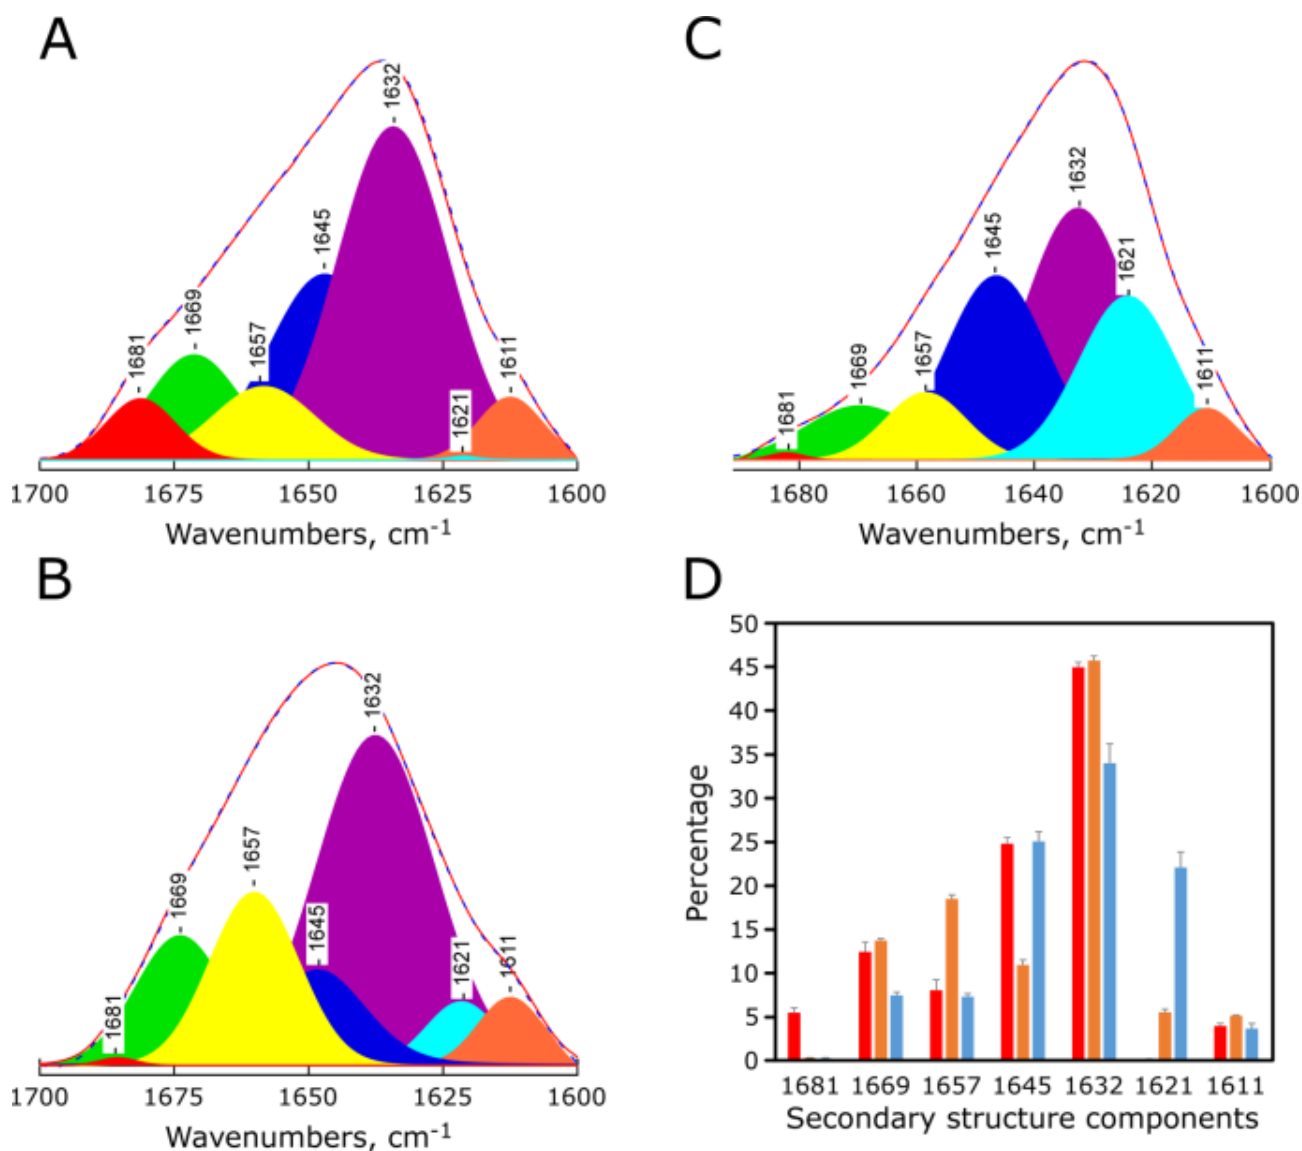 A
1681
1669
1657
1645
1632
1621
1611
1700 1675 1650 1625 1600
Wavenumbers, cm-1
C
1681
1669
1657
1645
1632
1621
1611
1680 1660 1640 1620 1600
Wavenumbers, cm-1
B
1681
1669
1657
1645
1632
1621
1611
1700 1675 1650 1625 1600
Wavenumbers, cm-1
D
50
45
40
35
30
25
20
15
10
5
0
Percentage
1681 1669 1657 1645 1632 1621 1611
Secondary structure components